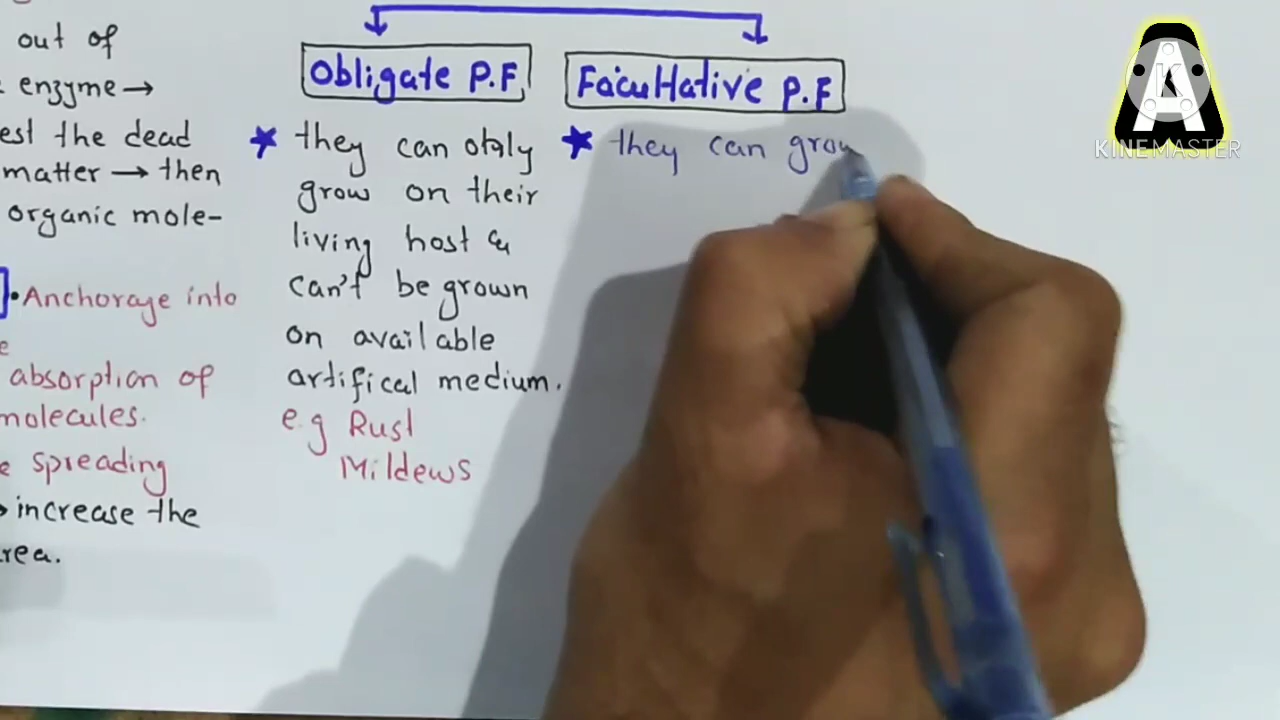 out of
enzyme →
est the dead
matter → then
organic mole-
• Anchorage into
e
absorption of
molecules.
e spreading
→ increase the
rea.
Obligate P.F
★ they can only
grow on their
living host &
can't be grown
on available
artifical medium.
e.g Rust
Mildews
Facultative P.F
★ they can grow
A
K
KINEMASTER